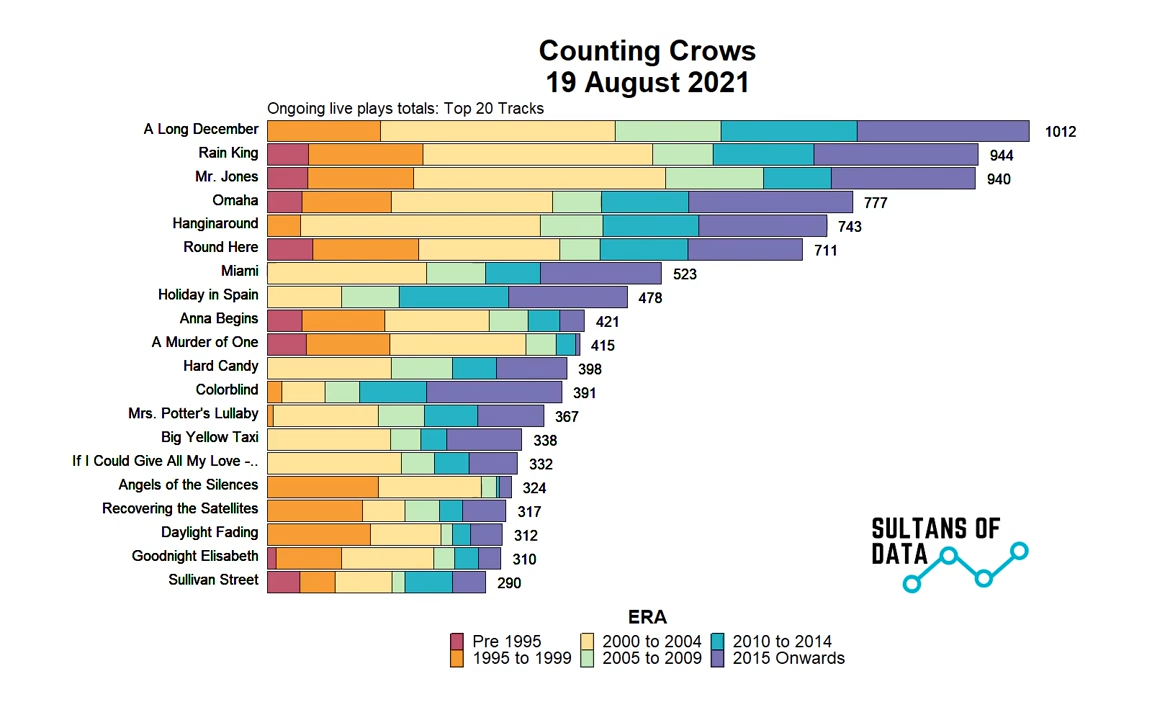 Counting Crows
19 August 2021
Ongoing live plays totals: Top 20 Tracks
A Long December 1012
Rain King 944
Mr. Jones 940
Omaha 777
Hanginaround 743
Round Here 711
Miami 523
Holiday in Spain 478
Anna Begins 421
A Murder of One 415
Hard Candy 398
Colorblind 391
Mrs. Potter's Lullaby 367
Big Yellow Taxi 338
If I Could Give All My Love -.. 332
Angels of the Silences 324
Recovering the Satellites 317
Daylight Fading 312
Goodnight Elisabeth 310
Sullivan Street 290
SULTANS OF
DATA
ERA
Pre 1995 2000 to 2004 2010 to 2014
1995 to 1999 2005 to 2009 2015 Onwards